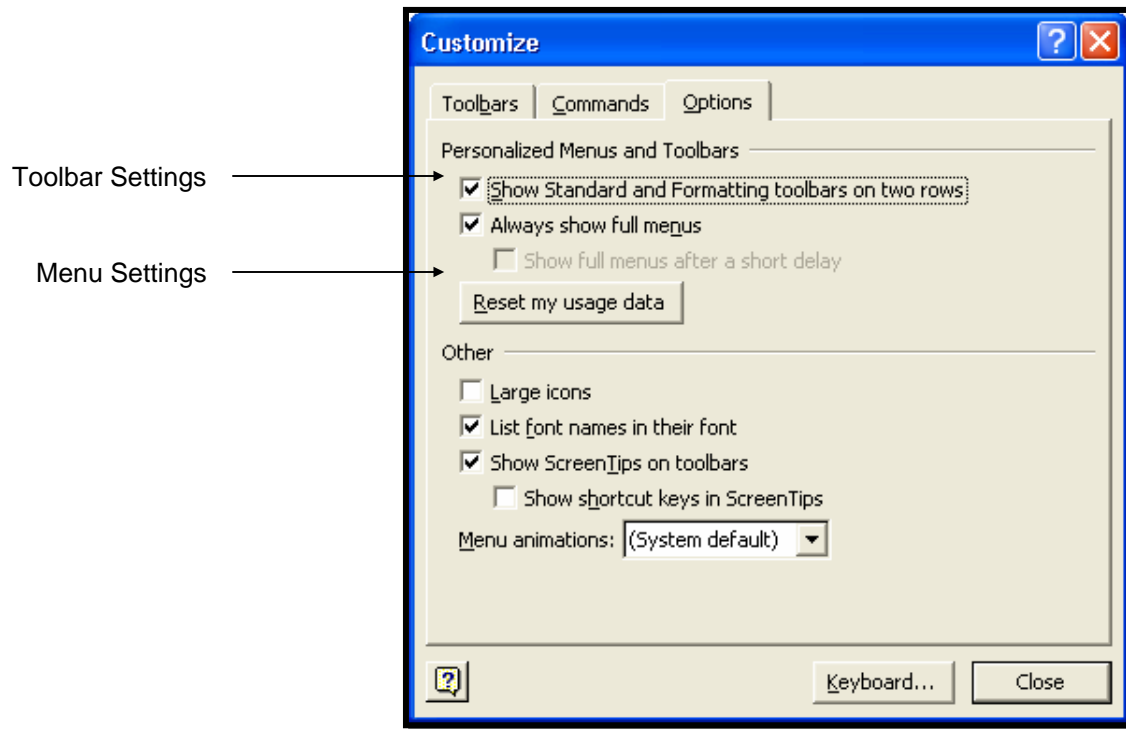 Customize
Toolbars Commands Options
Personalized Menus and Toolbars
Toolbar Settings
Show Standard and Formatting toolbars on two rows
Always show full menus
Menu Settings
Show full menus after a short delay
Reset my usage data
Other
Large icons
List font names in their font
Show ScreenTips on toolbars
Show shortcut keys in ScreenTips
Menu animations: (System default)
Keyboard... Close